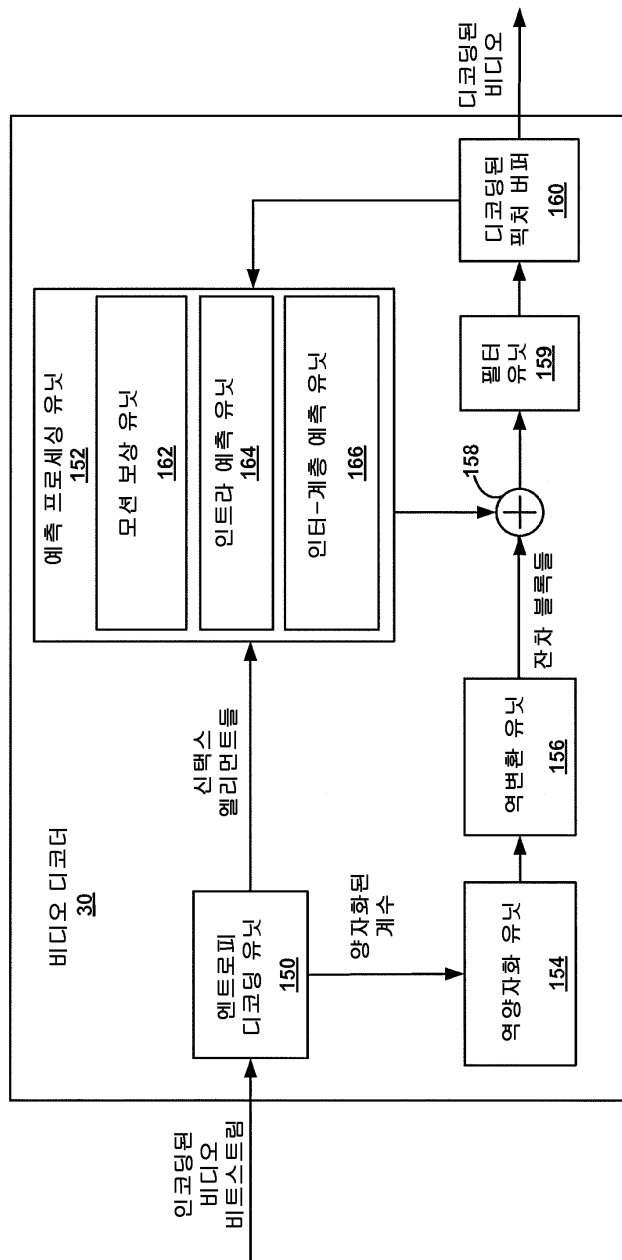 비디오 디코더
30
인코딩된
비디오
비트스트림
엔트로피
디코딩 유닛
150
신택스
엘리먼트들
양자화된
계수
예측 프로세싱 유닛
152
모션 보상 유닛
162
인트라 예측 유닛
164
인터-계층 예측 유닛
166
역양자화 유닛
154
역변환 유닛
156
잔차 블록들
158
필터
유닛
159
디코딩된
픽처 버퍼
160
디코딩된
비디오